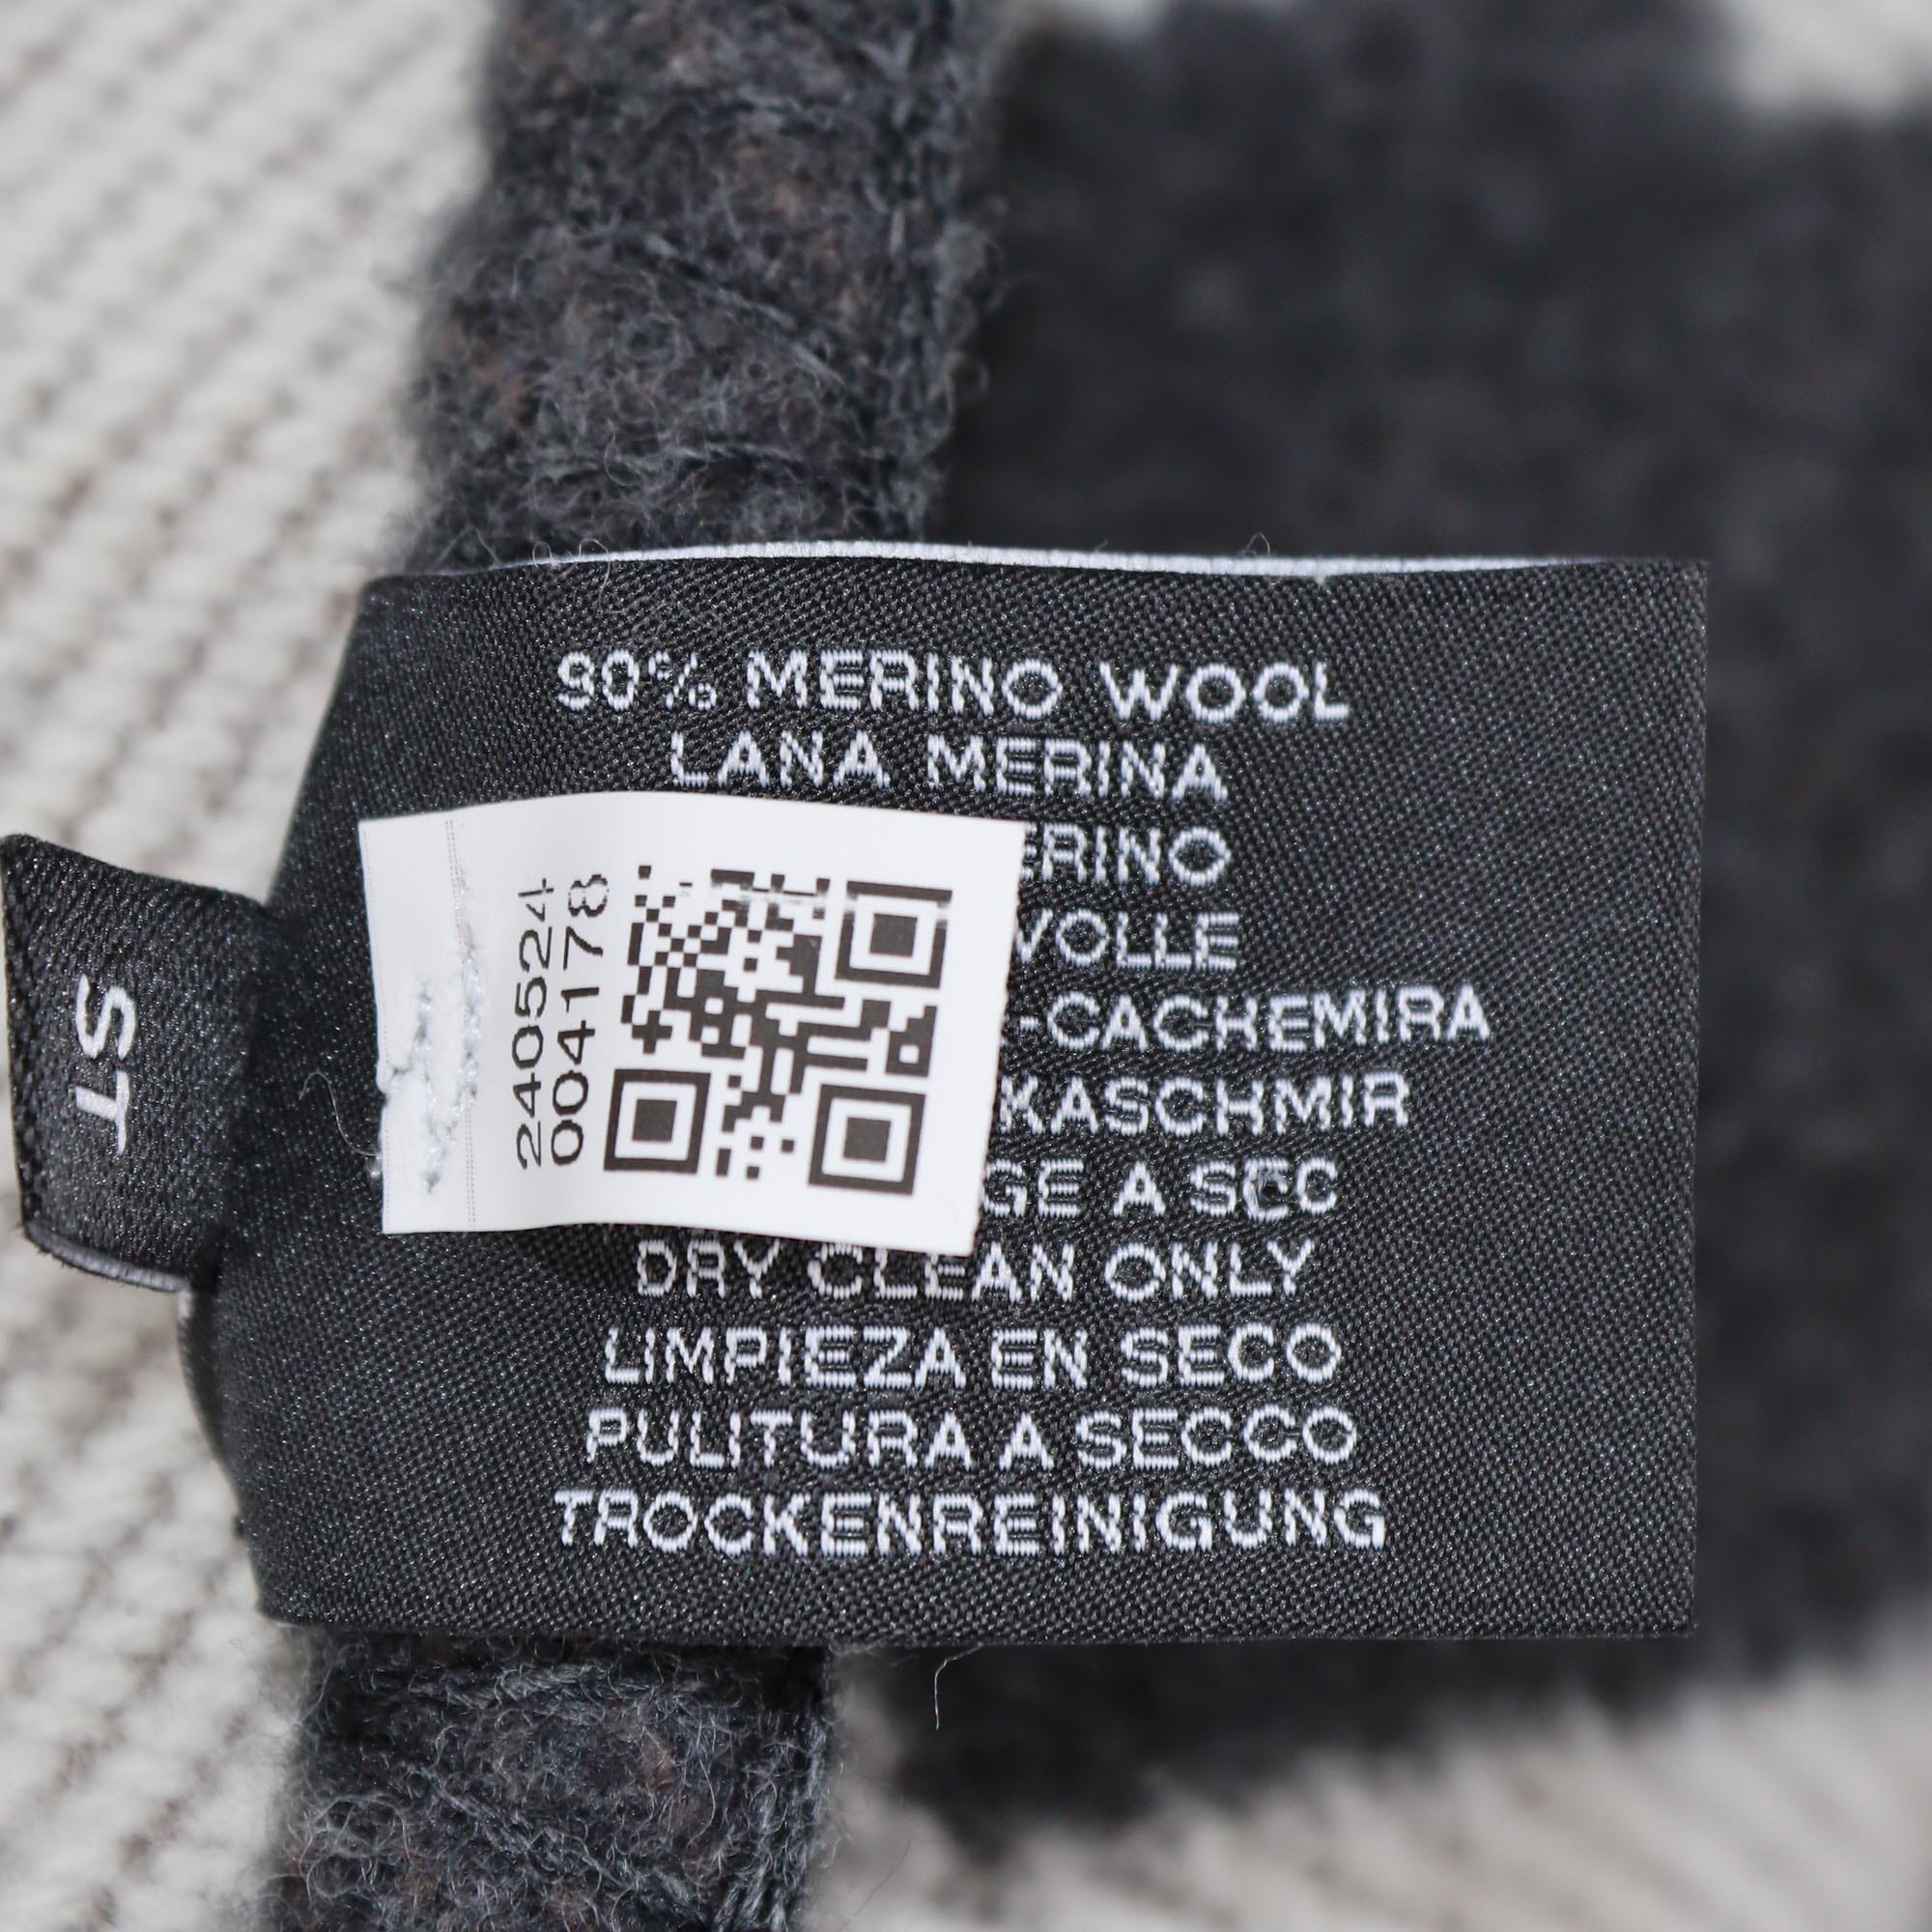 90% MERINO WOOL
LANA MERINA
ERINO
VOLLE
-CACHEMIRA
KASCHMIR
GE A SEC
DRY CLEAN ONLY
LIMPIEZA EN SECO
PULITURA A SECCO
TROCKENREINIGUNG
240524
004178
ST